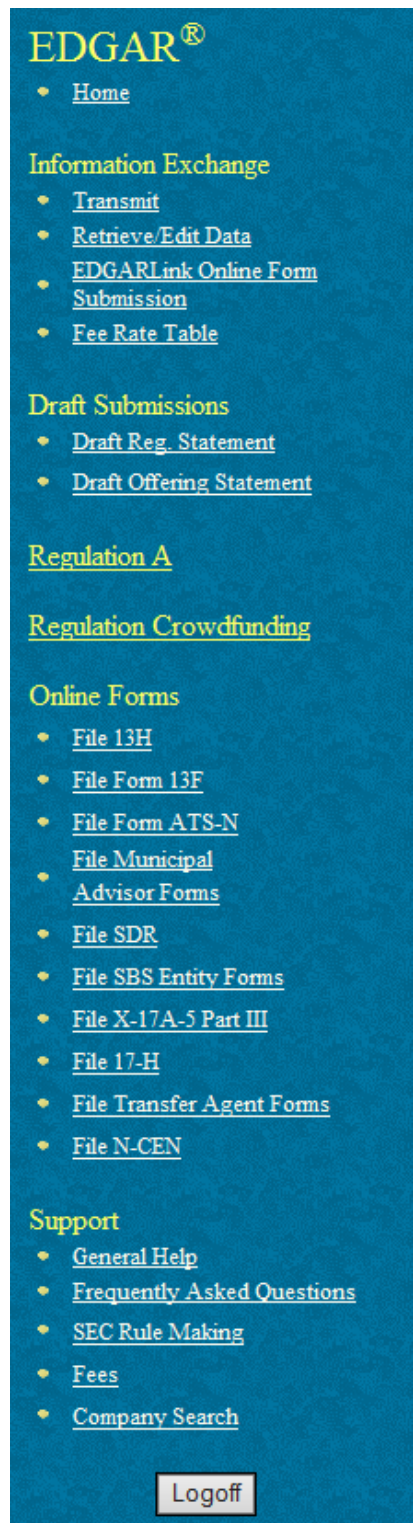 EDGAR®
Home
Information Exchange
Transmit
Retrieve/Edit Data
EDGARLink Online Form
Submission
Fee Rate Table
Draft Submissions
Draft Reg. Statement
Draft Offering Statement
Regulation A
Regulation Crowdfunding
Online Forms
File 13H
File Form 13F
File Form ATS-N
File Municipal
Advisor Forms
File SDR
File SBS Entity Forms
File X-17A-5 Part III
File 17-H
File Transfer Agent Forms
File N-CEN
Support
General Help
Frequently Asked Questions
SEC Rule Making
Fees
Company Search
Logoff